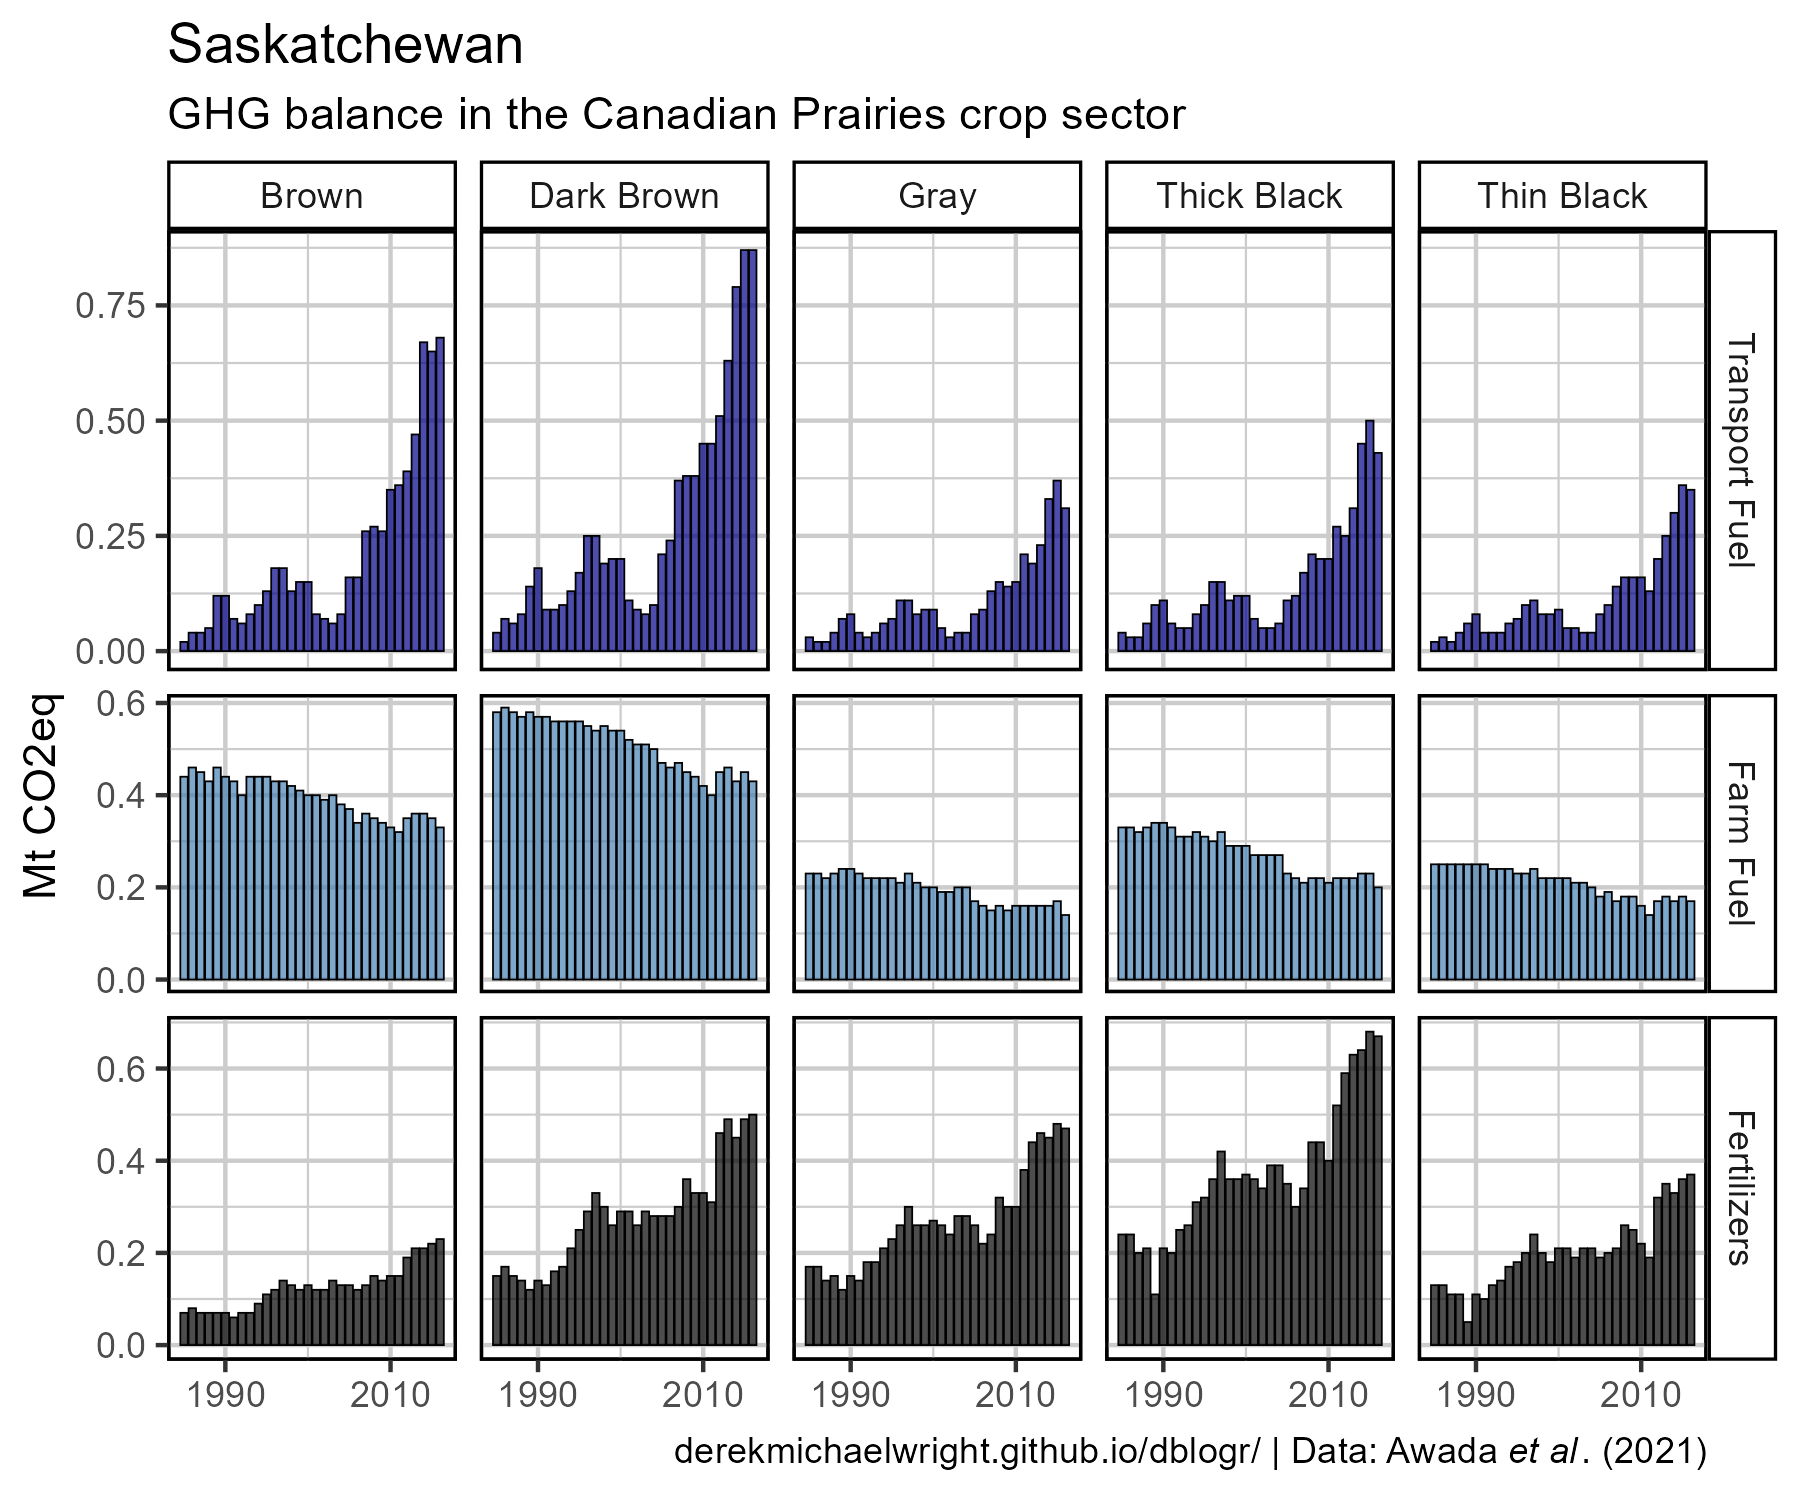 Saskatchewan
GHG balance in the Canadian Prairies crop sector
Brown
Dark Brown
Gray
Thick Black
Thin Black
Mt CO2eq
0.75
0.50
0.25
0.00
Transport Fuel
0.6
0.4
0.2
0.0
Farm Fuel
0.6
0.4
0.2
0.0
Fertilizers
1990 2010 1990 2010 1990 2010 1990 2010 1990 2010
derekmichaelwright.github.io/dblogr/ | Data: Awada et al. (2021)